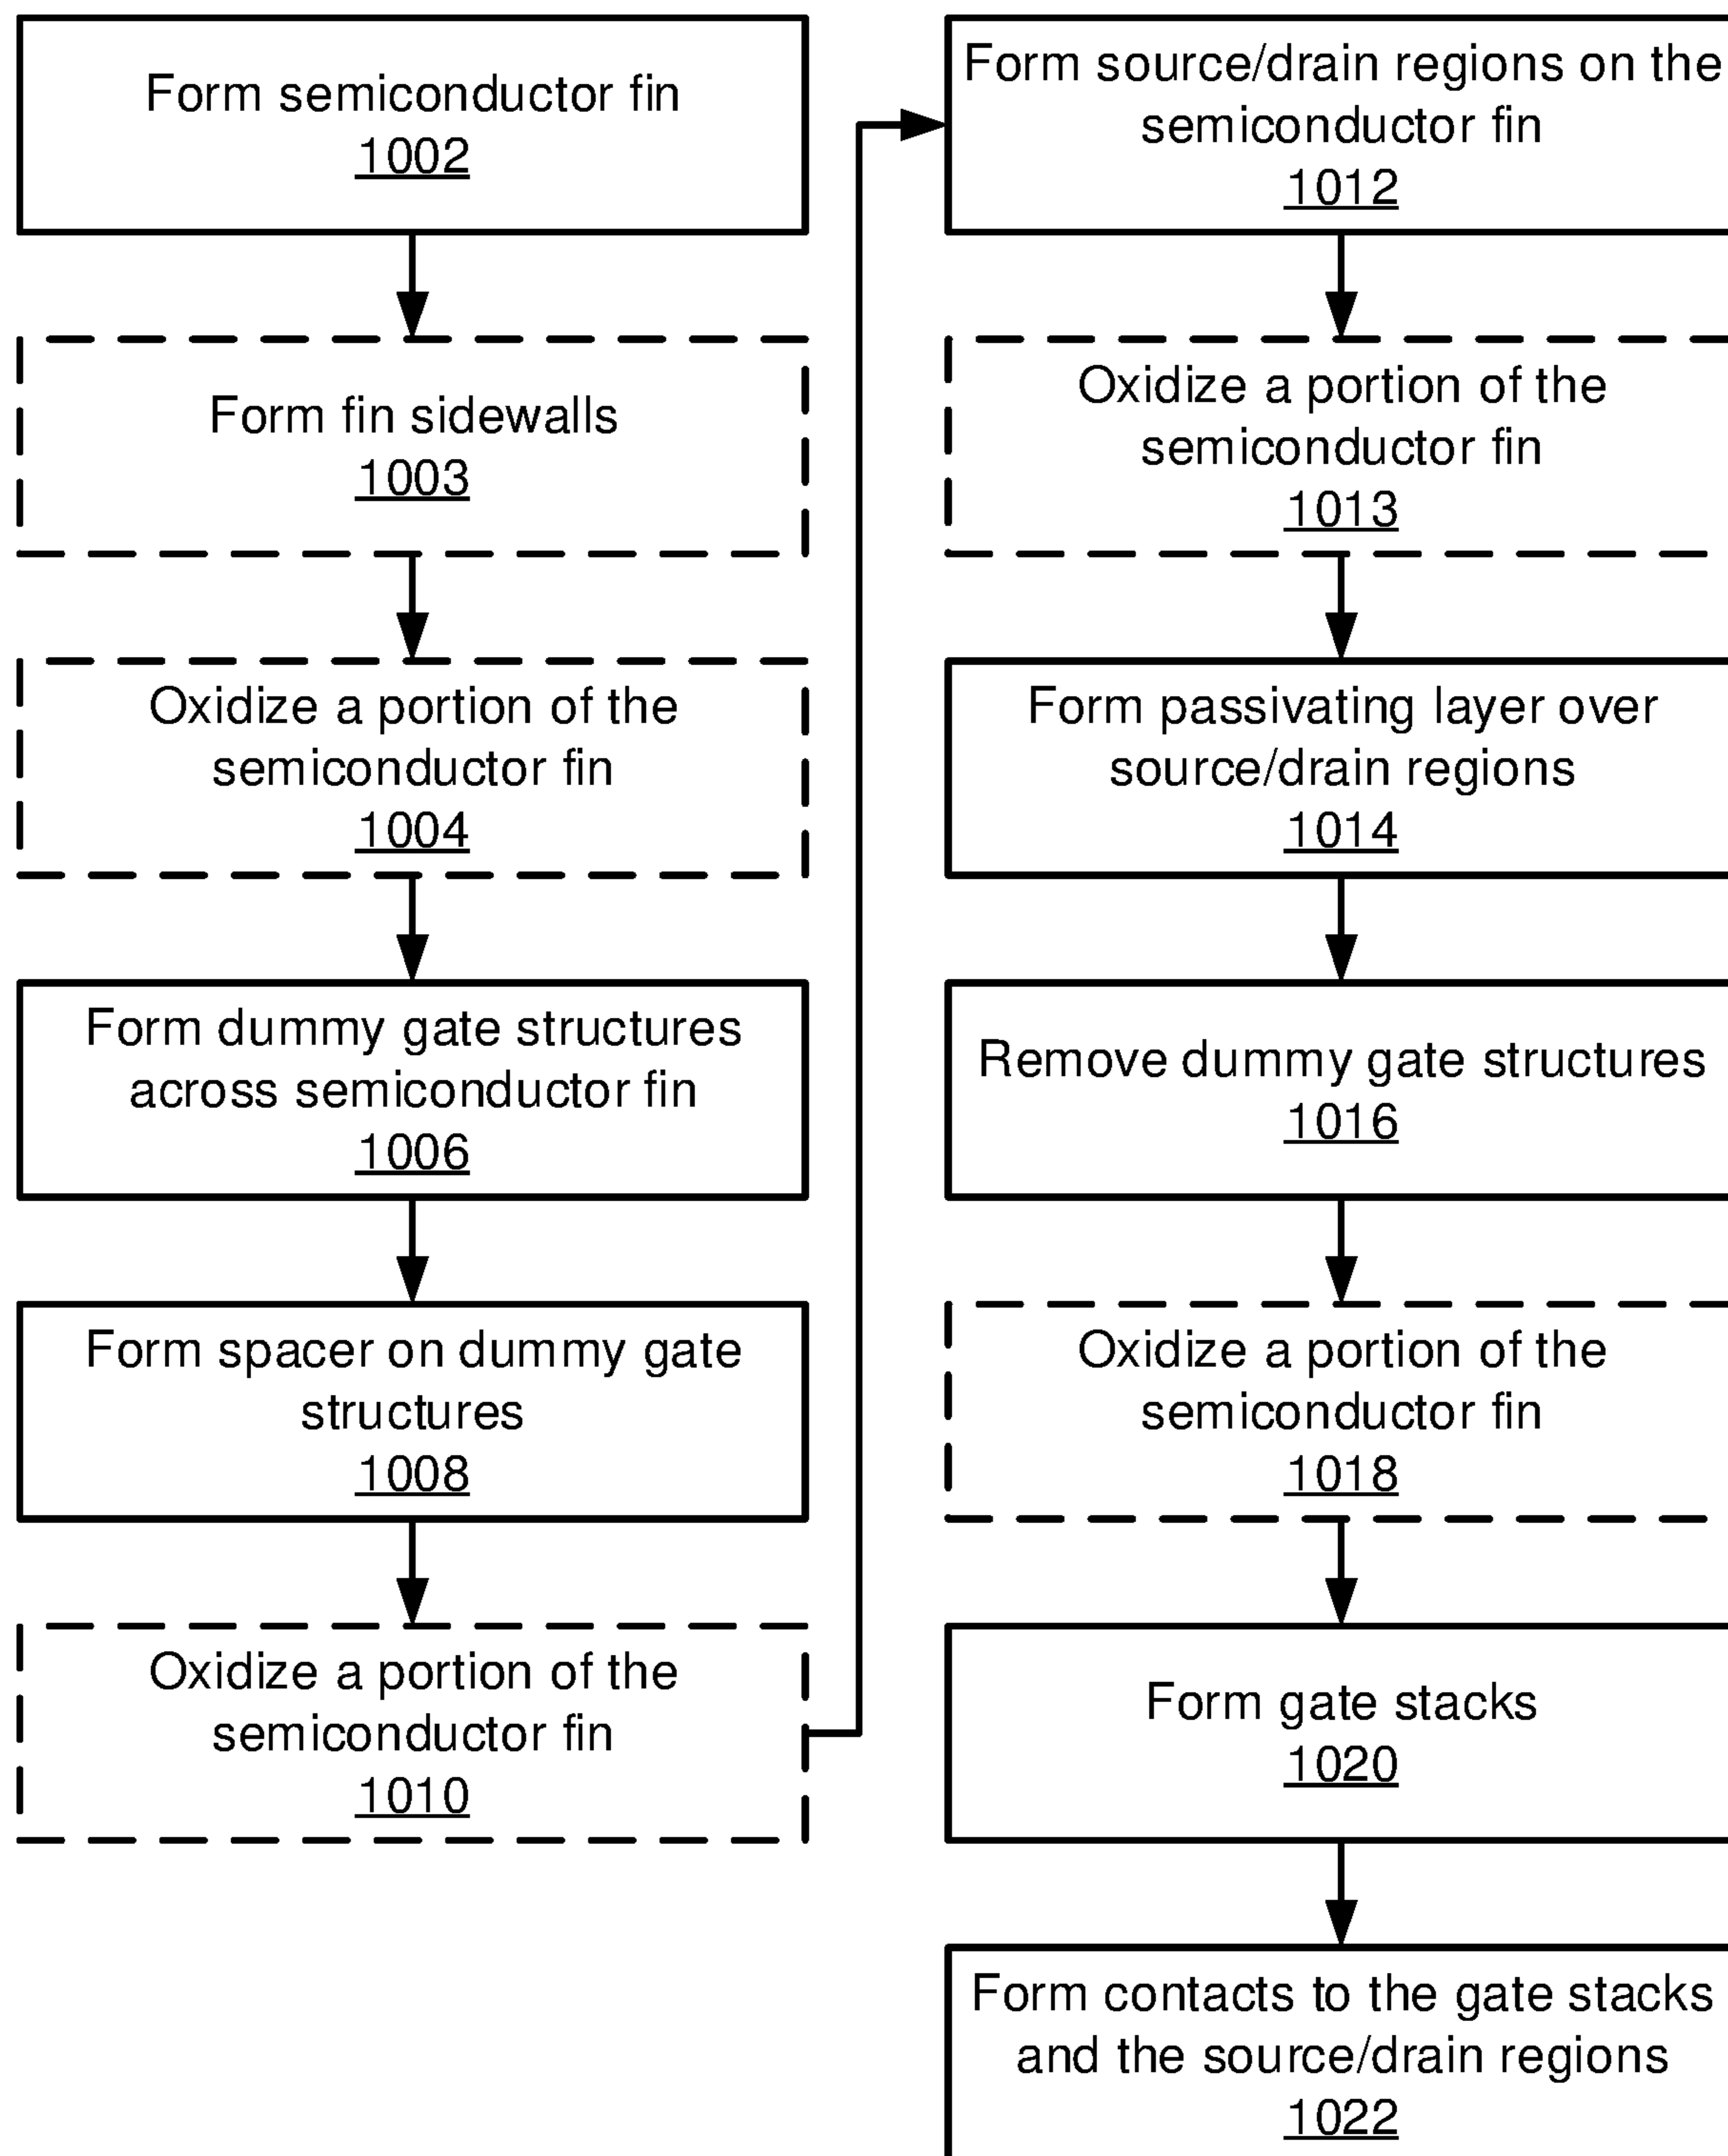 Form semiconductor fin
1002
Form fin sidewalls
1003
Oxidize a portion of the
semiconductor fin
1004
Form dummy gate structures
across semiconductor fin
1006
Form spacer on dummy gate
structures
1008
Oxidize a portion of the
semiconductor fin
1010
Form source/drain regions on the
semiconductor fin
1012
Oxidize a portion of the
semiconductor fin
1013
Form passivating layer over
source/drain regions
1014
Remove dummy gate structures
1016
Oxidize a portion of the
semiconductor fin
1018
Form gate stacks
1020
Form contacts to the gate stacks
and the source/drain regions
1022